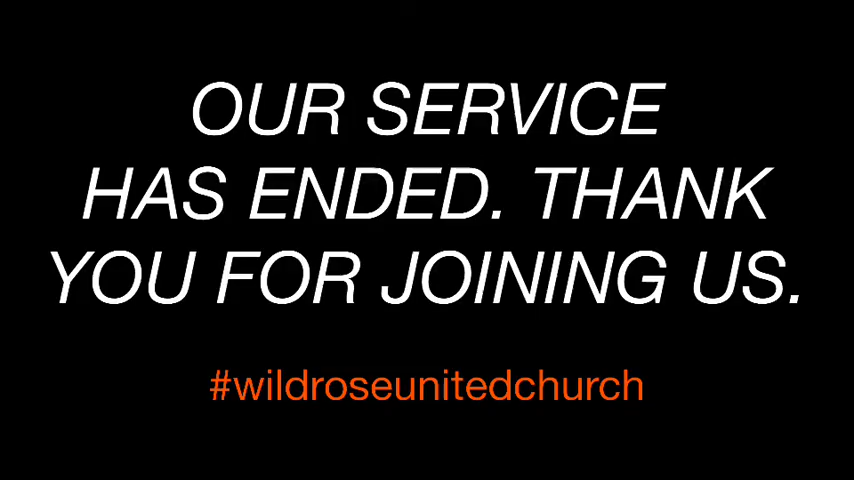 OUR SERVICE
HAS ENDED. THANK
YOU FOR JOINING US.
#wildroseunitedchurch